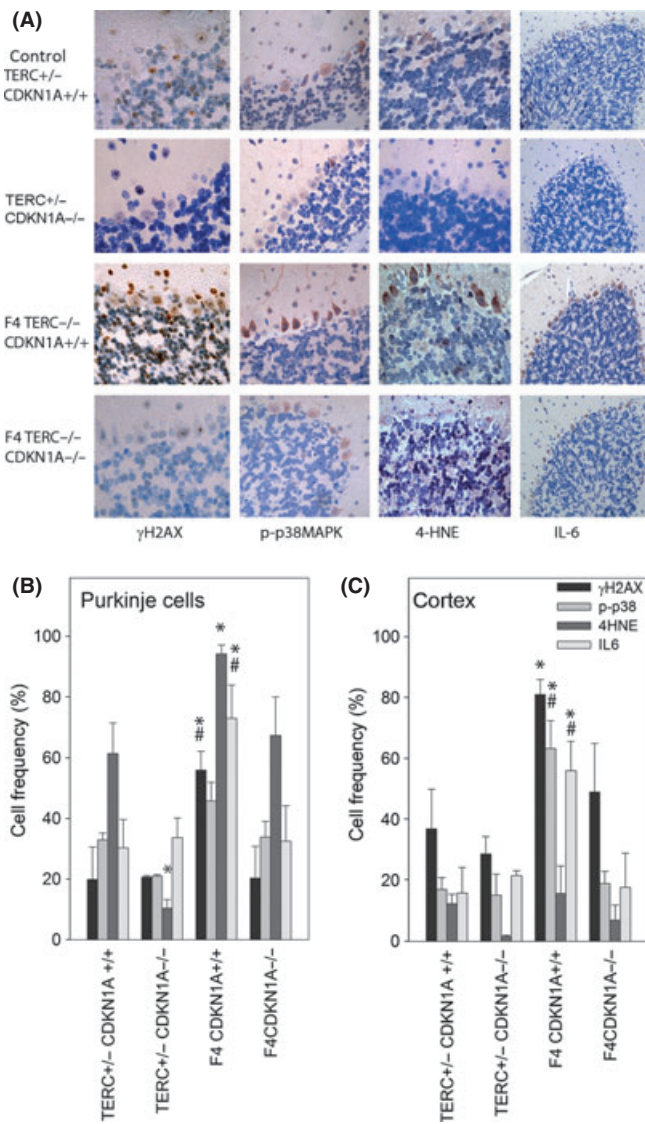 (A)
Control
TERC+/−
CDKN1A+/+
TERC+/−
CDKN1A−/−
F4 TERC−/−
CDKN1A+/+
F4 TERC−/−
CDKN1A−/−
γH2AX p-p38MAPK 4-HNE IL-6
(B)
Purkinje cells
Cell frequency (%)
100
80
60
40
20
0
*
*
#
*
*
#
TERC+/− CDKN1A +/+
TERC+/− CDKN1A−/−
F4 CDKN1A+/+
F4CDKN1A−/−
(C)
Cortex
γH2AX
p-p38
4HNE
IL6
Cell frequency (%)
100
80
60
40
20
0
*
*
#
*
#
TERC+/− CDKN1A +/+
TERC+/− CDKN1A−/−
F4 CDKN1A+/+
F4CDKN1A−/−